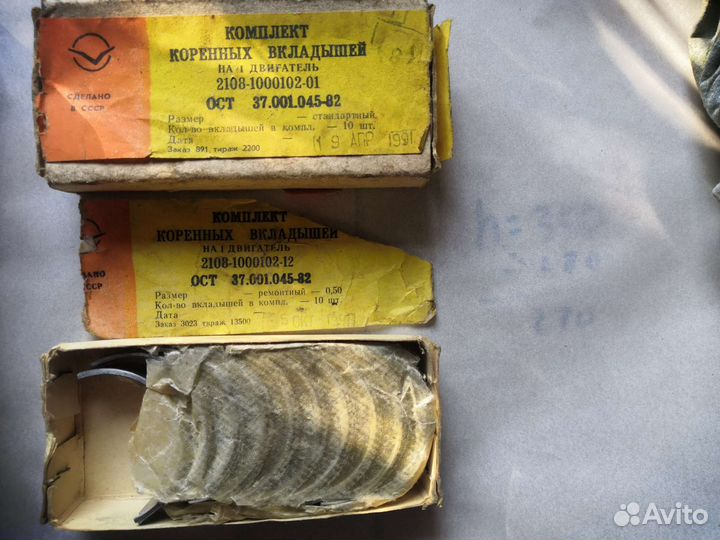 КОМПЛЕКТ
КОРЕННЫХ ВКЛАДЫШЕЙ
НА 1 ДВИГАТЕЛЬ
2108-1000102-01
ОСТ 37.001.045-82
СДЕЛАНО
В СССР
Размер — стандартный.
Кол-во вкладышей в компл. — 10 шт.
Дата 19 АПР 1991
Заказ 891, тираж 2200
КОМПЛЕКТ
КОРЕННЫХ ВКЛАДЫШЕЙ
НА 1 ДВИГАТЕЛЬ
2108-1000102-12
ОСТ 37.001.045-82
ДЕЛАНО
СССР
Размер — ремонтный — 0,50
Кол-во вкладышей в компл. — 10 шт.
Дата ОКТ
Заказ 3023 тираж 13500
Avito